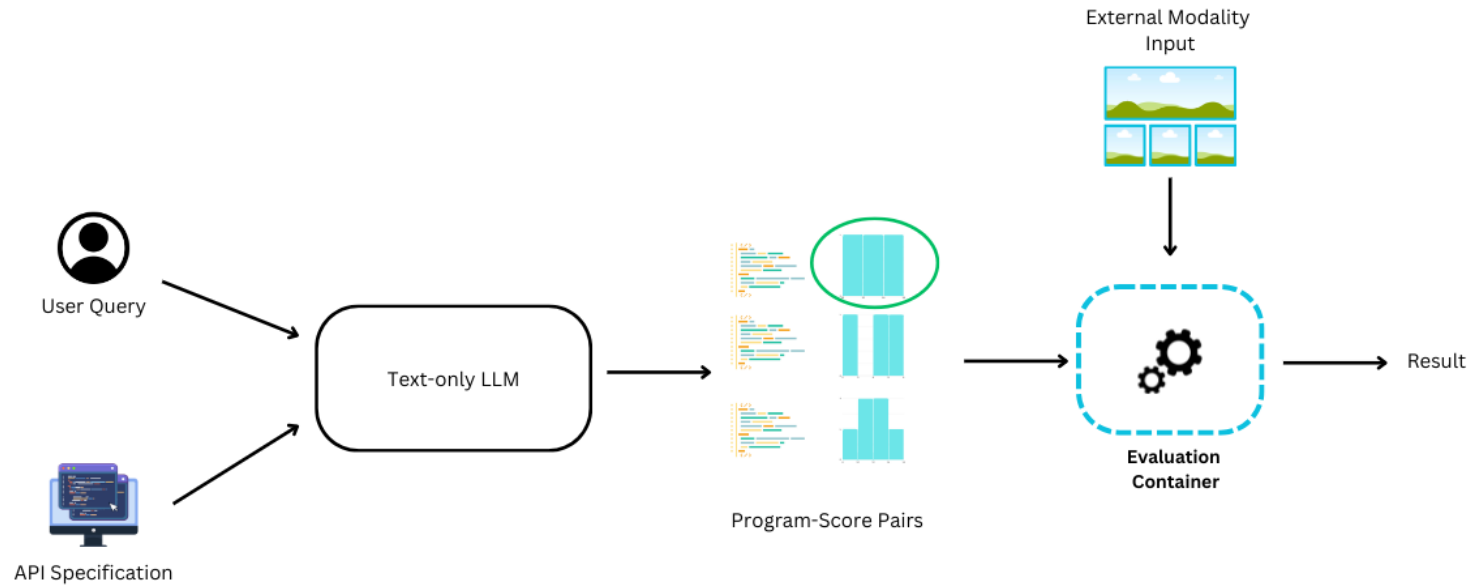 External Modality
Input
User Query
Text-only LLM
Result
Evaluation
Container
Program-Score Pairs
API Specification